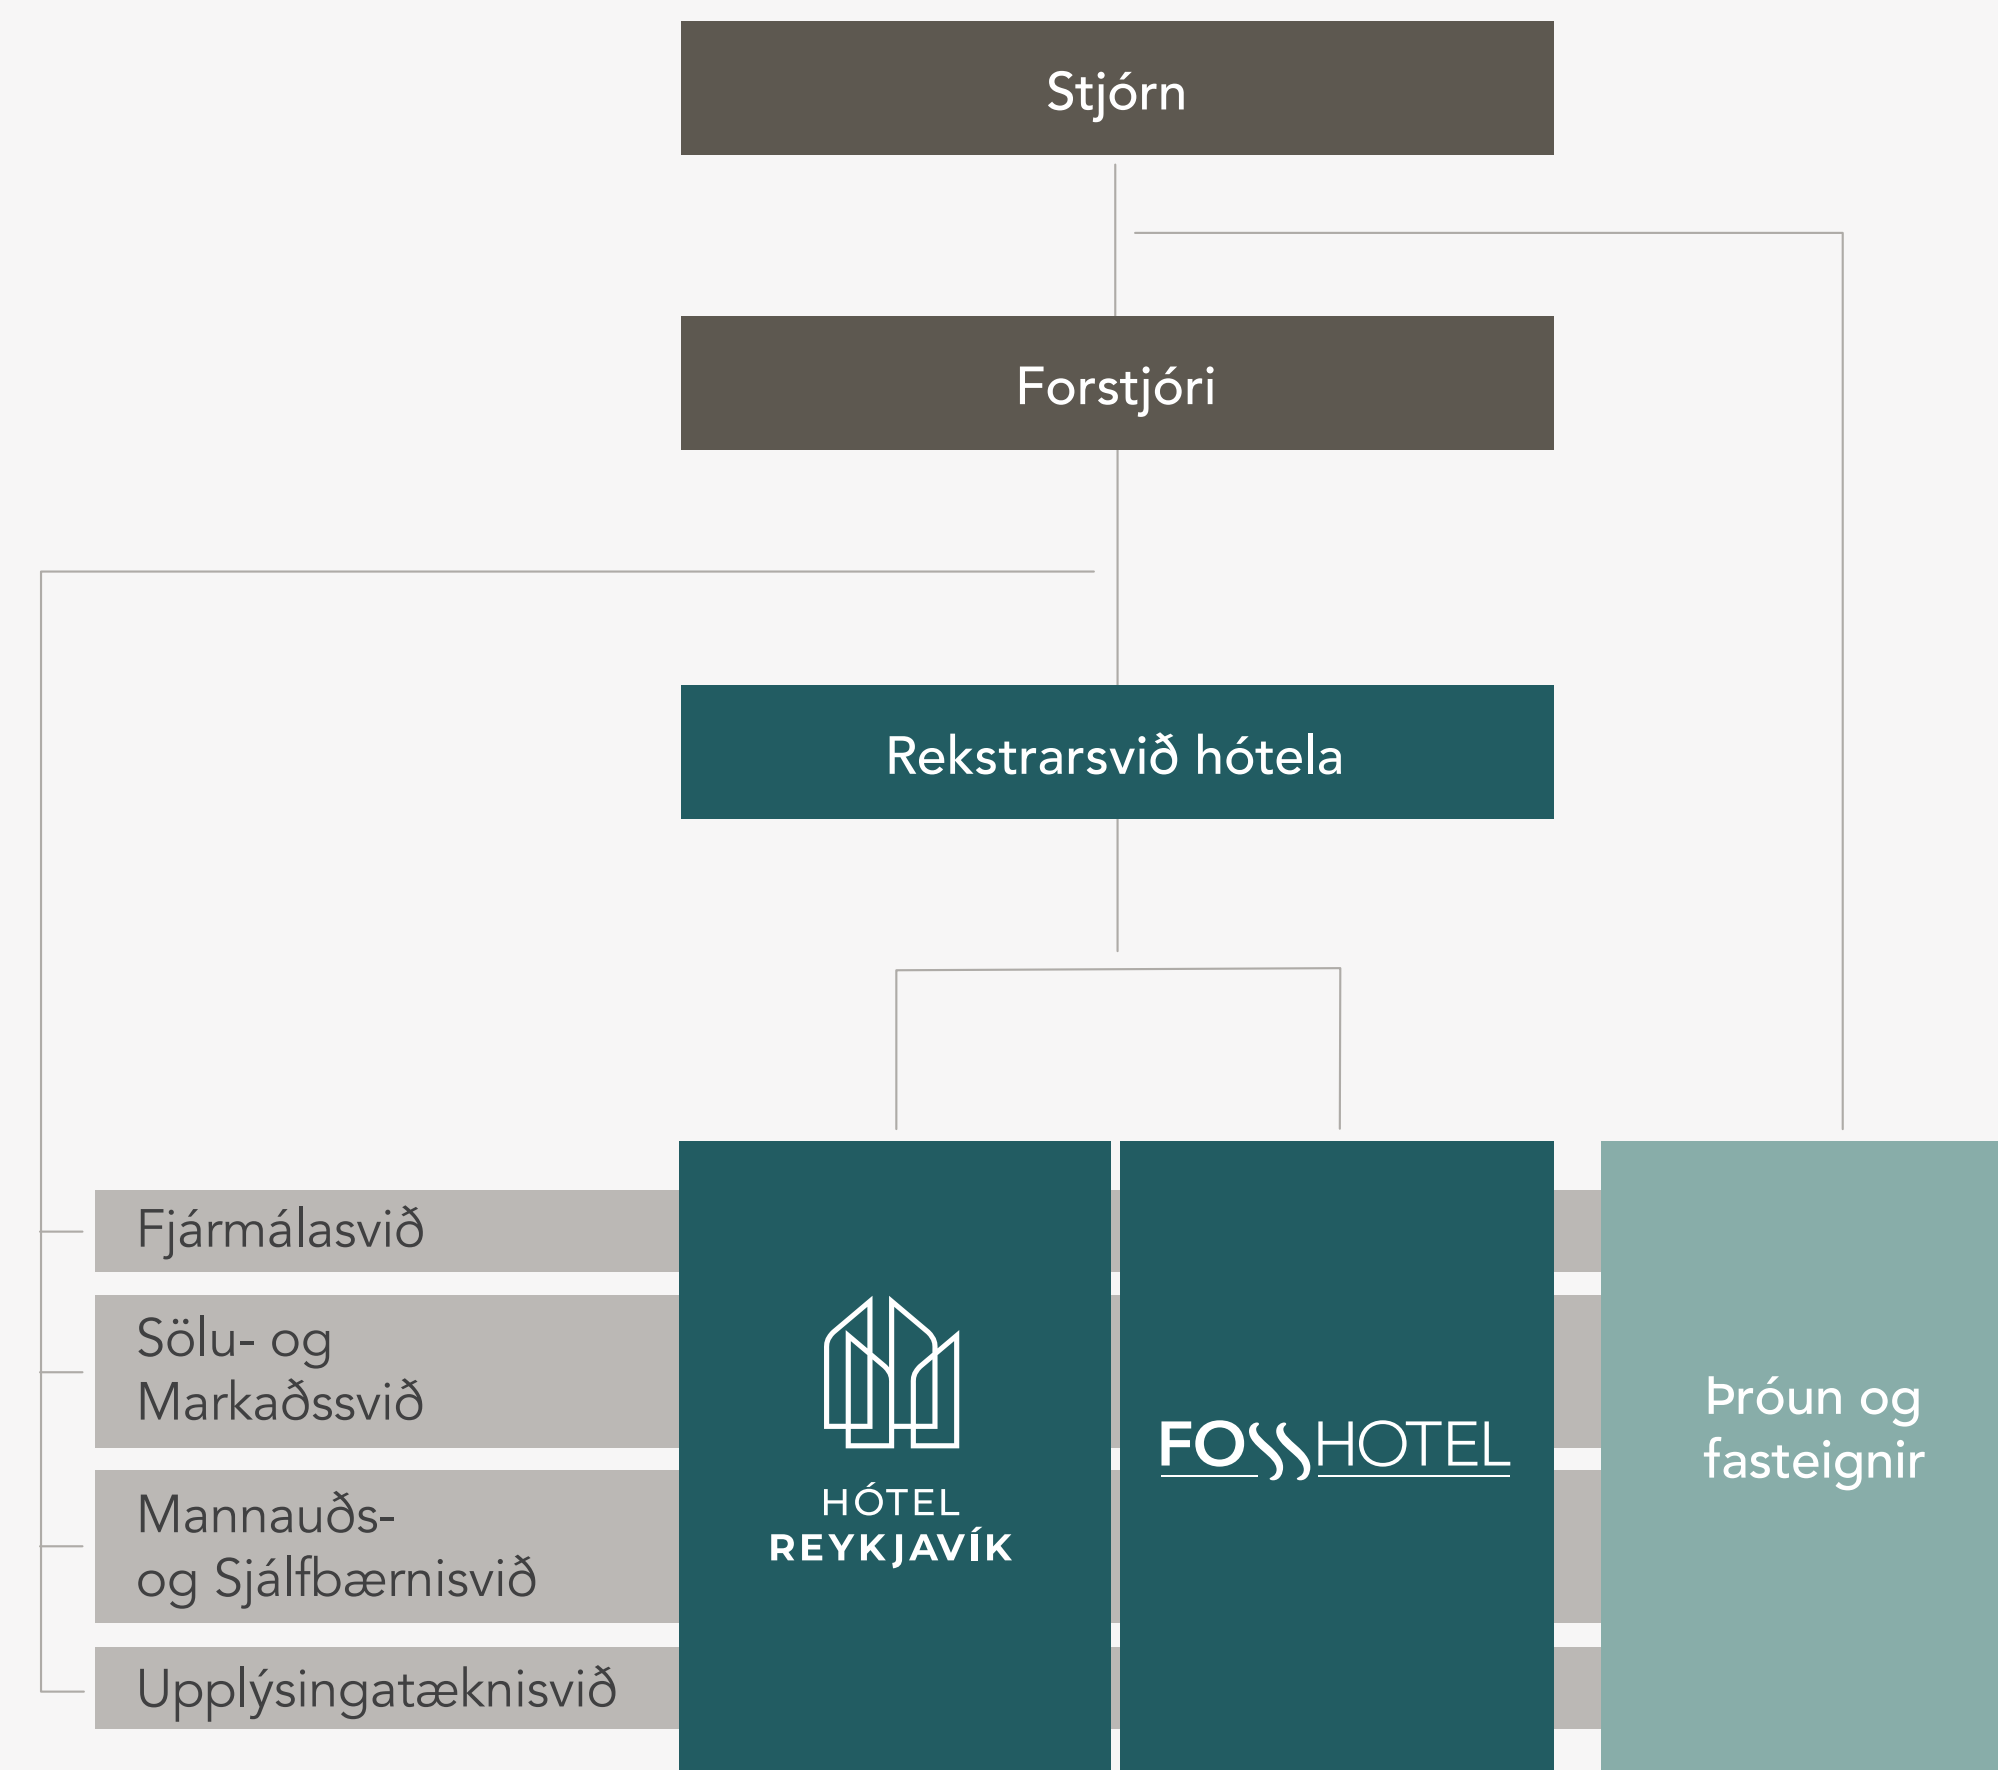 Stjórn
Forstjóri
Rekstrarsvið hótela
Fjármálasvið
Sölu- og
Markaðssvið
Mannauðs-
og Sjálfbærnisvið
Upplýsingatæknisvið
HÓTEL
REYKJAVÍK
FOSSHOTEL
Þróun og
fasteignir